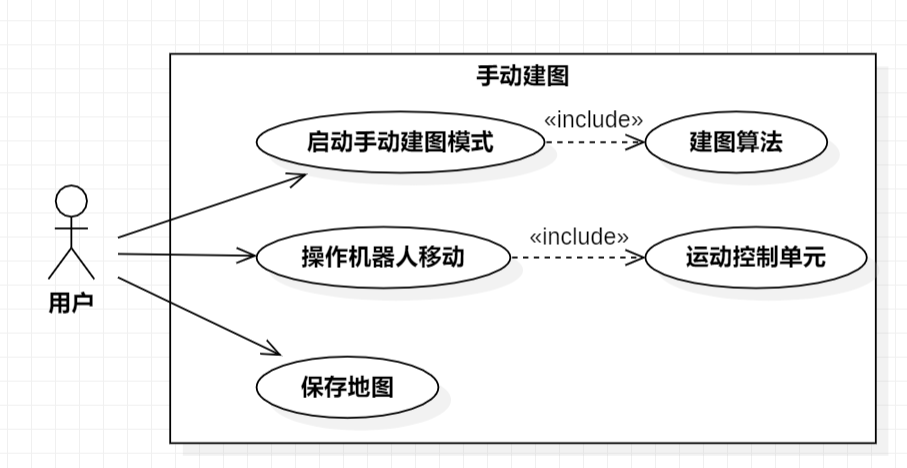 手动建图
«include»
启动手动建图模式
建图算法
«include»
操作机器人移动
运动控制单元
用户
保存地图